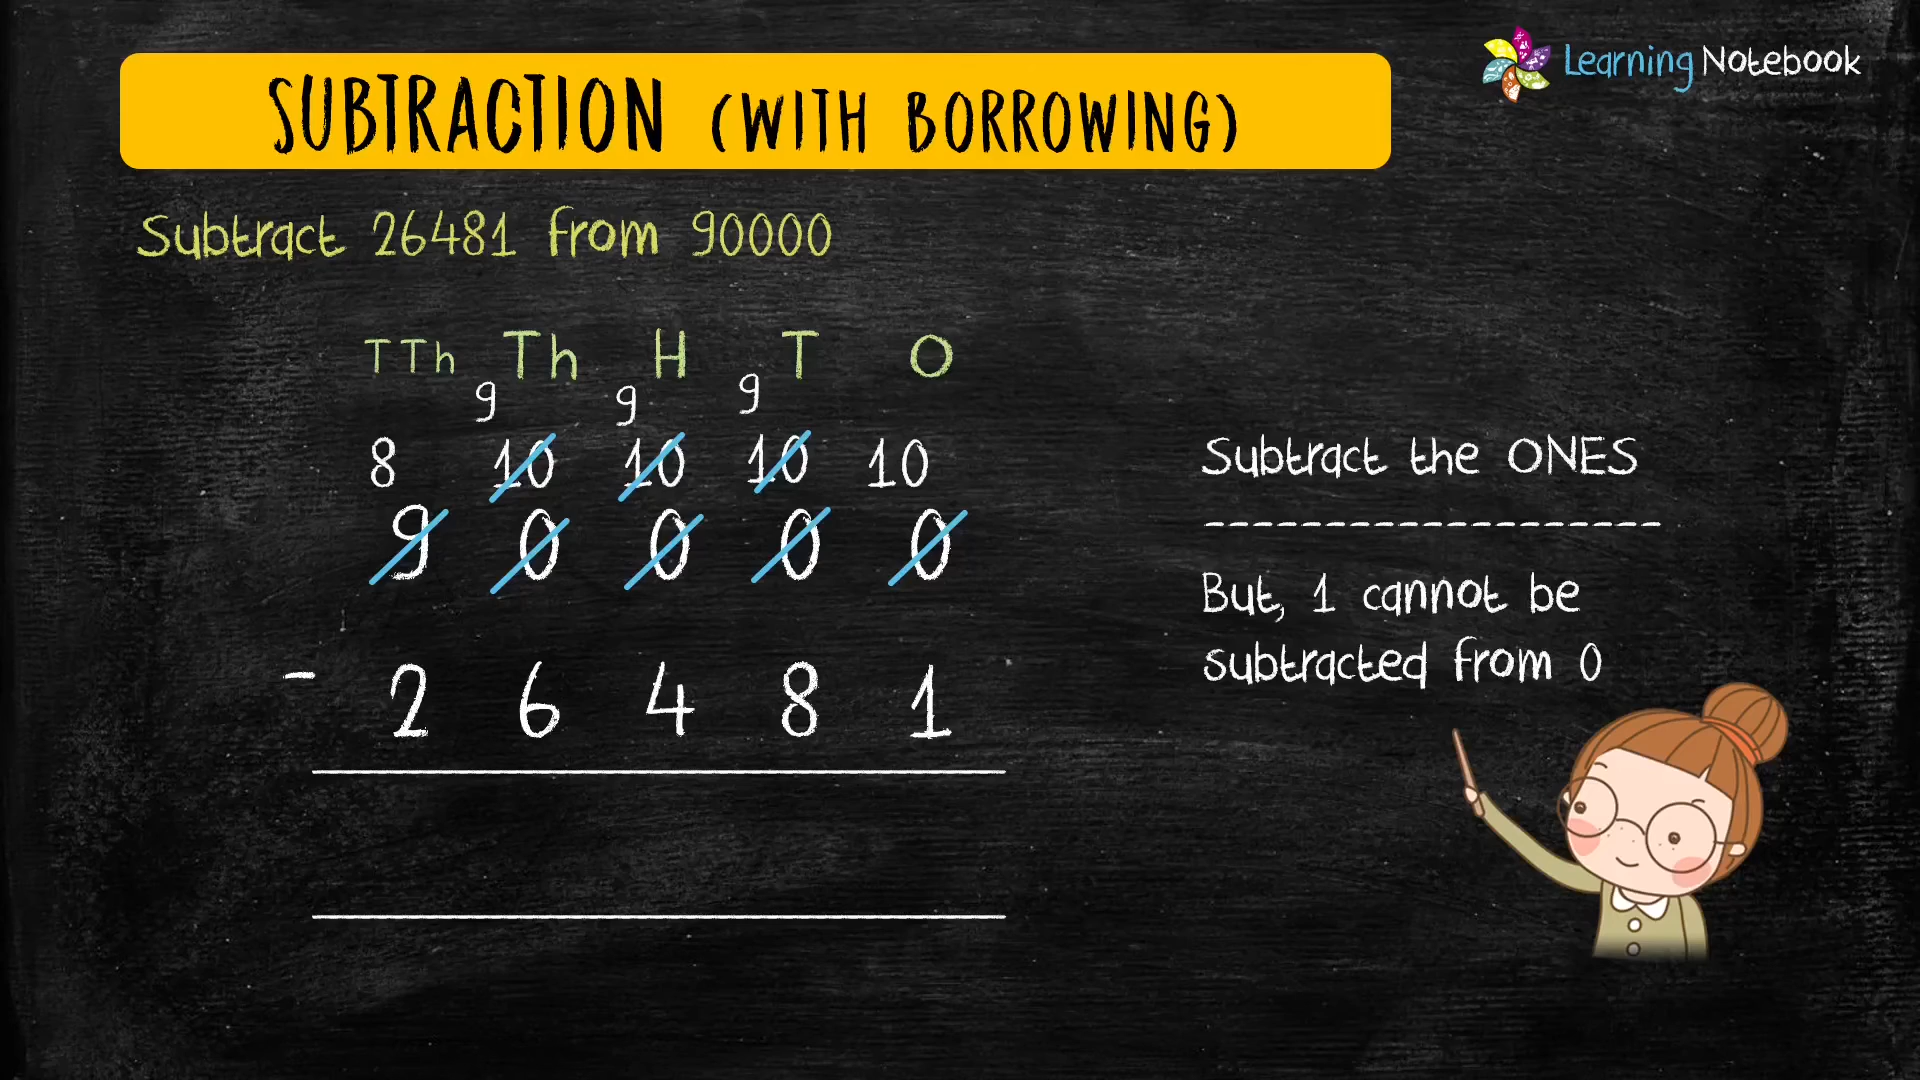 Learning Notebook
SUBTRACTION (WITH BORROWING)
Subtract 26481 from 90000
TTh Th H T O
9 9 9
8 10 10 10 10
9 0 0 0 0
- 2 6 4 8 1
Subtract the ONES
-------------------
But, 1 cannot be
subtracted from 0